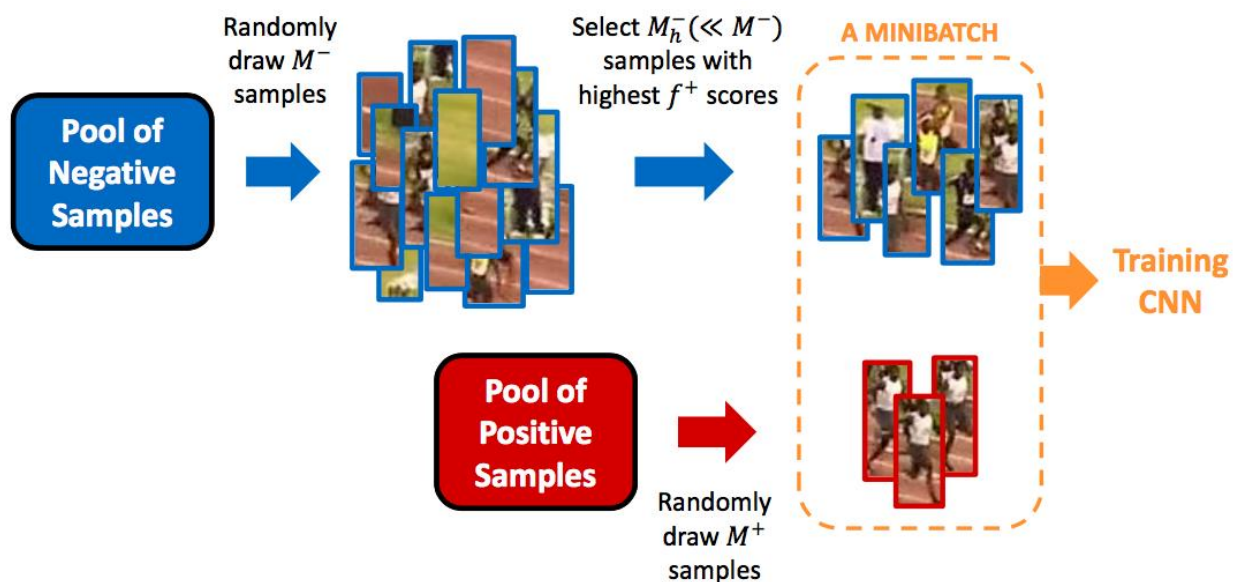 Randomly
draw M⁻
samples
Select M_h⁻(≪ M⁻)
samples with
highest f⁺ scores
A MINIBATCH
Pool of
Negative
Samples
Training
CNN
Pool of
Positive
Samples
Randomly
draw M⁺
samples